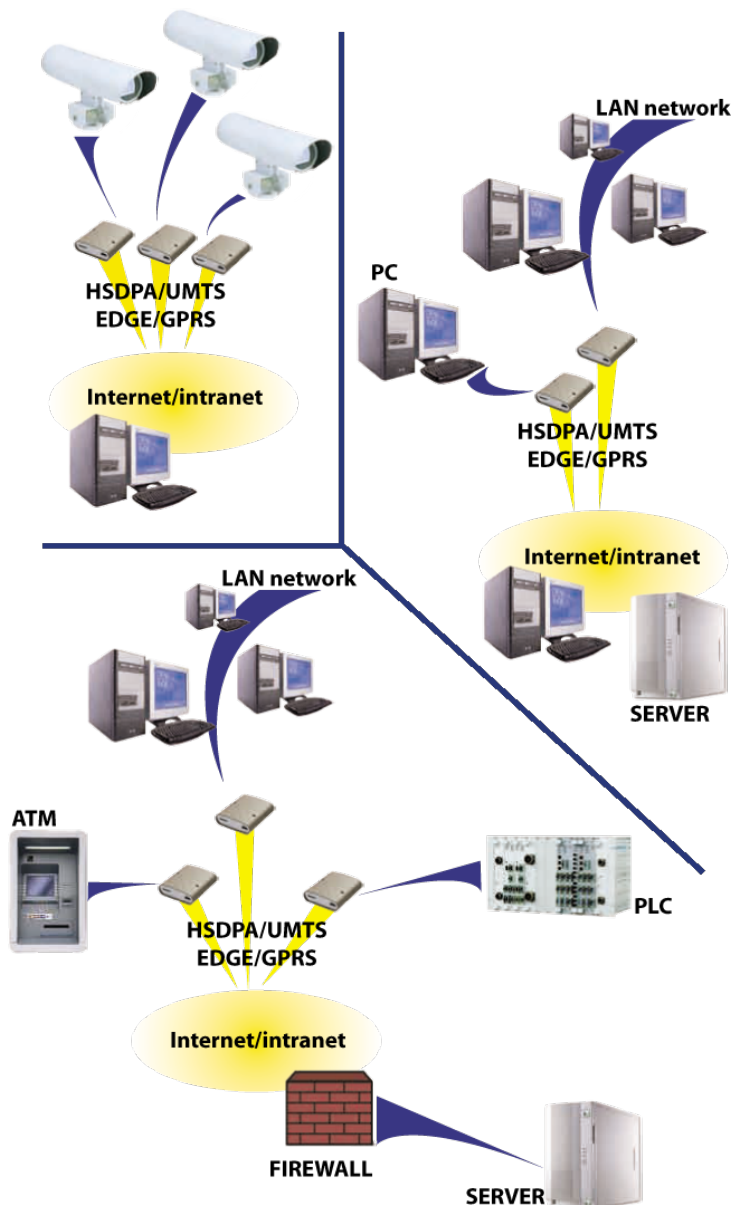 HSDPA/UMTS
EDGE/GPRS
Internet/intranet
LAN network
PC
HSDPA/UMTS
EDGE/GPRS
Internet/intranet
SERVER
LAN network
ATM
PLC
HSDPA/UMTS
EDGE/GPRS
Internet/intranet
FIREWALL
SERVER